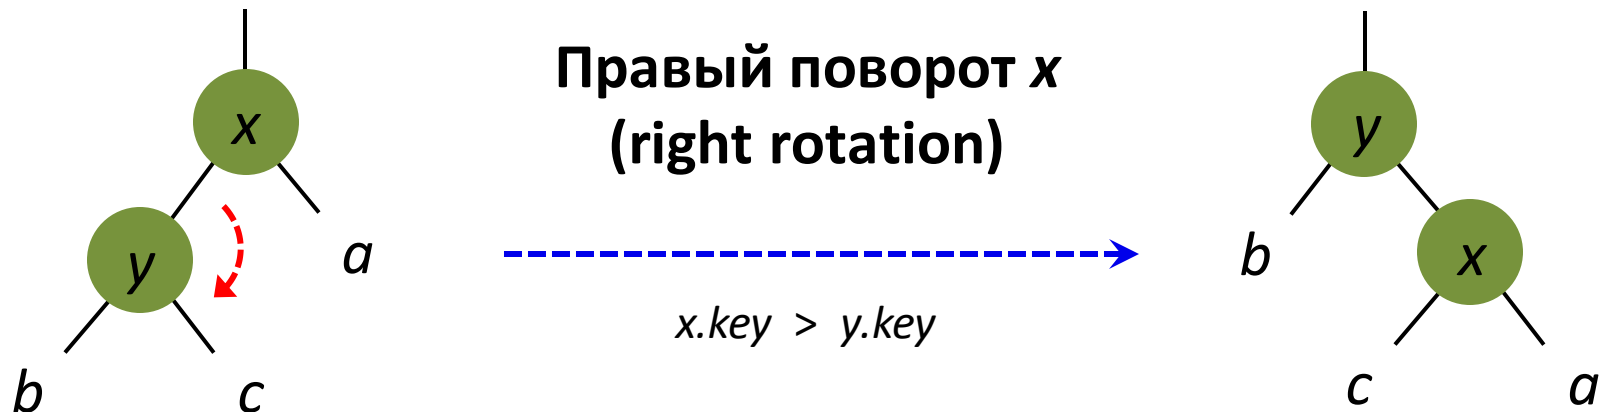 x
y
a
b
c
Правый поворот x
(right rotation)
x.key > y.key
y
b
x
c
a